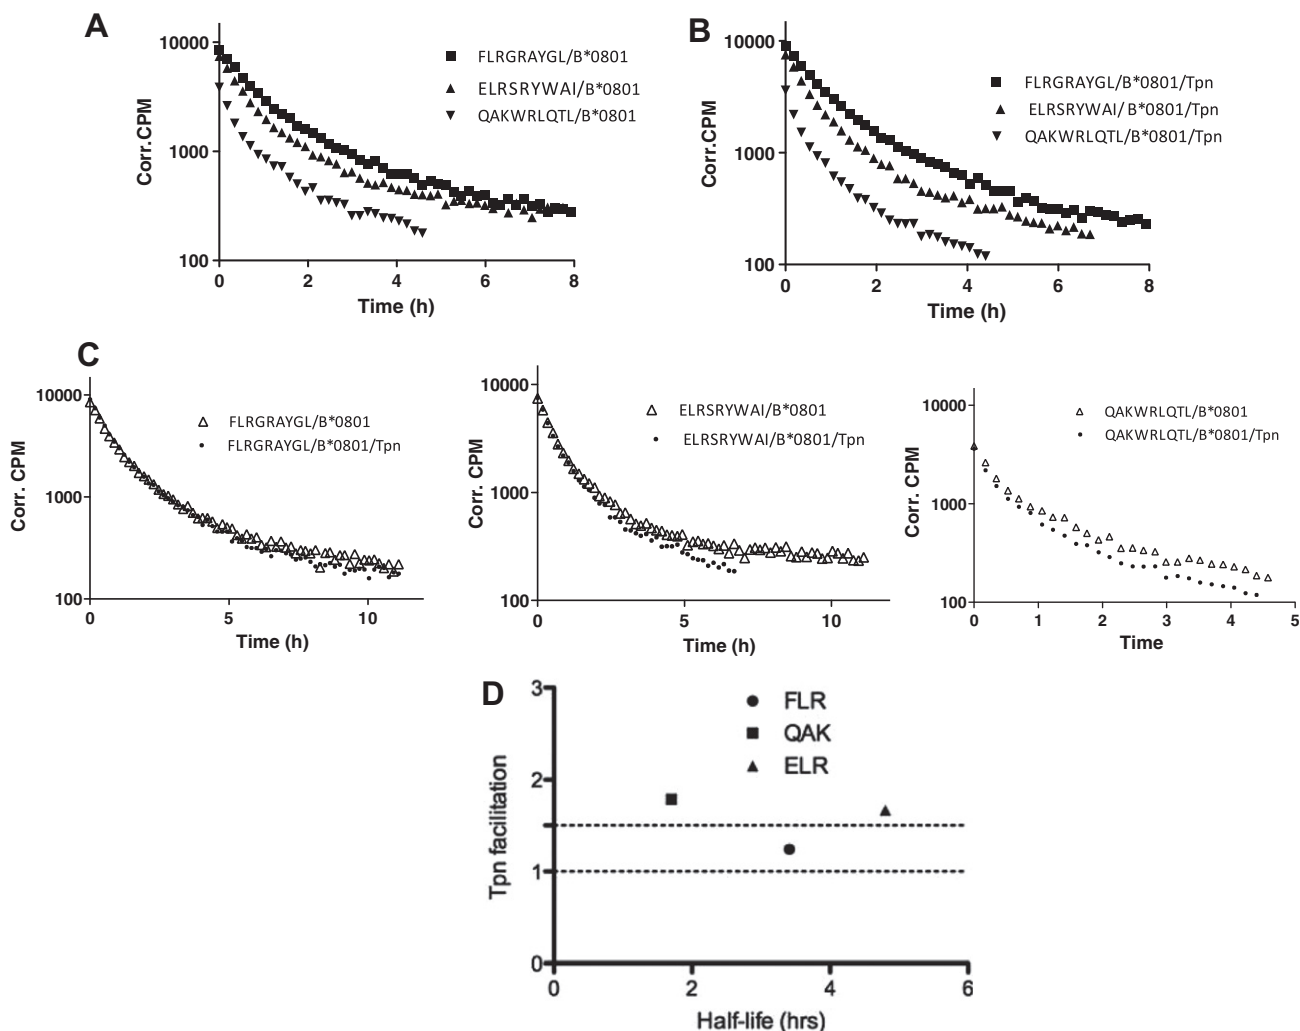 A
10000
1000
100
Corr.CPM
0
2
4
6
8
Time (h)
FLRGRAYGL/B*0801
ELRSRYWAI/B*0801
QAKWRLQTL/B*0801
B
10000
1000
100
Corr.CPM
0
2
4
6
8
Time (h)
FLRGRAYGL/B*0801/Tpn
ELRSRYWAI/B*0801/Tpn
QAKWRLQTL/B*0801/Tpn
C
10000
1000
100
Corr. CPM
0
5
10
Time (h)
FLRGRAYGL/B*0801
FLRGRAYGL/B*0801/Tpn
10000
1000
100
Corr. CPM
0
5
10
Time (h)
ELRSRYWAI/B*0801
ELRSRYWAI/B*0801/Tpn
10000
1000
100
Corr. CPM
0
1
2
3
4
5
Time
QAKWRLQTL/B*0801
QAKWRLQTL/B*0801/Tpn
D
3
2
1
0
Tpn facilitation
0
2
4
6
Half-life (hrs)
FLR
QAK
ELR